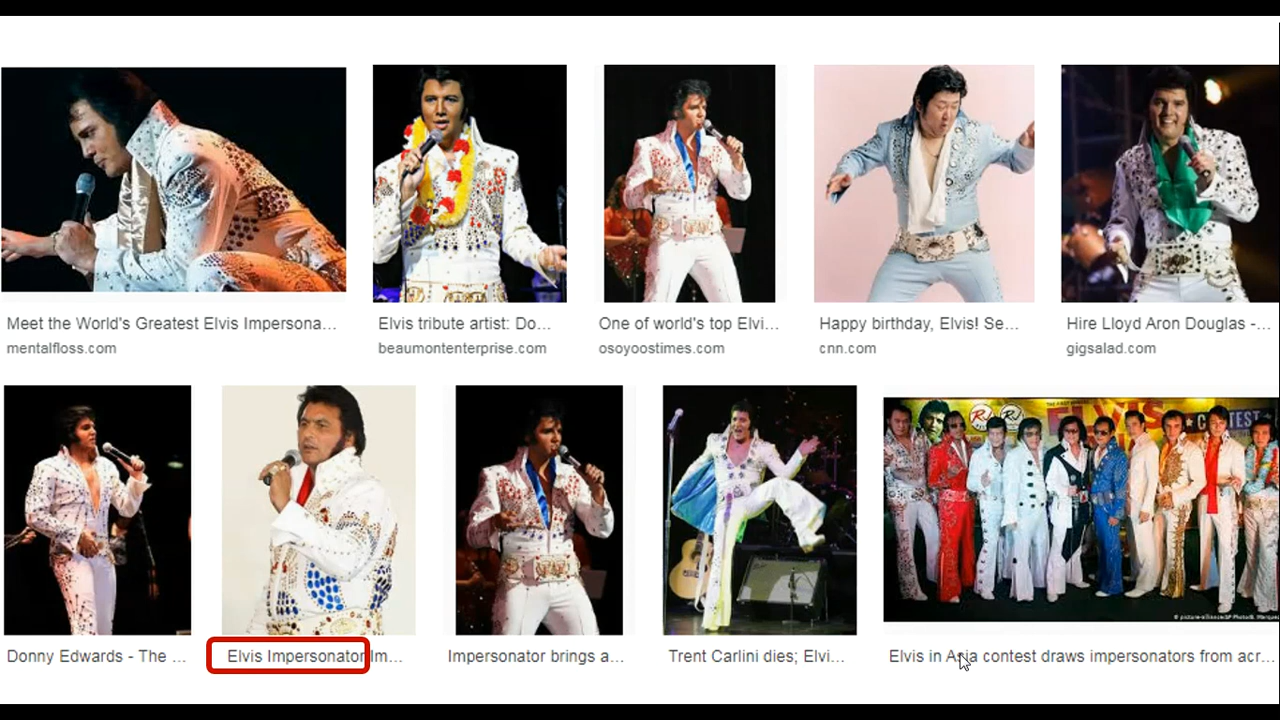 Meet the World's Greatest Elvis Impersona...
mentalfloss.com
Elvis tribute artist: Do...
beaumontenterprise.com
One of world's top Elvi...
osoyoostimes.com
Happy birthday, Elvis! Se...
cnn.com
Hire Lloyd Aron Douglas -...
gigsalad.com
ELVIS
CONTEST
Donny Edwards - The ...
Elvis Impersonator Im...
Impersonator brings a...
Trent Carlini dies; Elvi...
Elvis in Asia contest draws impersonators from acr...